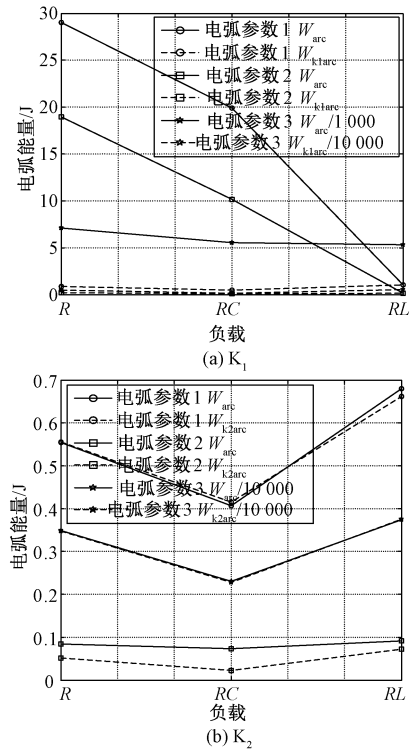 30
电弧参数1 Warc
电弧参数1 Wk1arc
25
电弧参数2 Warc
电弧参数2 Wk1arc
20
电弧参数3 Warc/1 000
电弧参数3 Wk1arc/10 000
15
10
5
0
电弧能量/J
R RC RL
负载
(a) K1
0.7
电弧参数1 Warc
电弧参数1 Wk2arc
0.6
电弧参数2 Warc
0.5
电弧参数2 Wk2arc
电弧参数3 Warc/10 000
0.4
电弧参数3 Wk2arc/10 000
0.3
0.2
0.1
0
电弧能量/J
R RC RL
负载
(b) K2